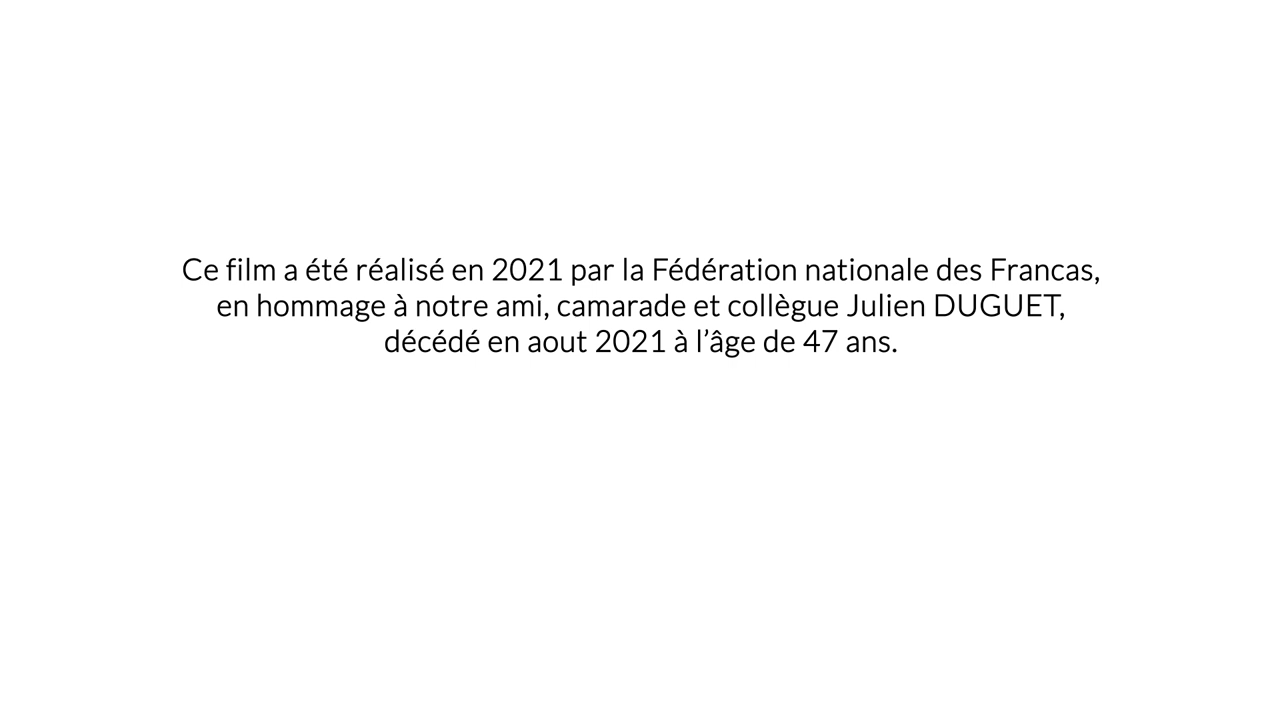 Ce film a été réalisé en 2021 par la Fédération nationale des Francas,
en hommage à notre ami, camarade et collègue Julien DUGUET,
décédé en aout 2021 à l’âge de 47 ans.